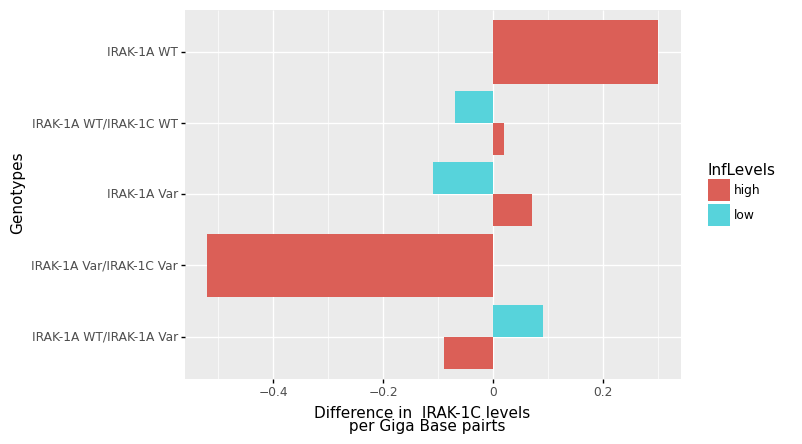 IRAK-1A WT
IRAK-1A WT/IRAK-1C WT
IRAK-1A Var
IRAK-1A Var/IRAK-1C Var
IRAK-1A WT/IRAK-1A Var
Genotypes
−0.4 −0.2 0 0.2
Difference in  IRAK-1C levels
per Giga Base pairts
InfLevels
high
low